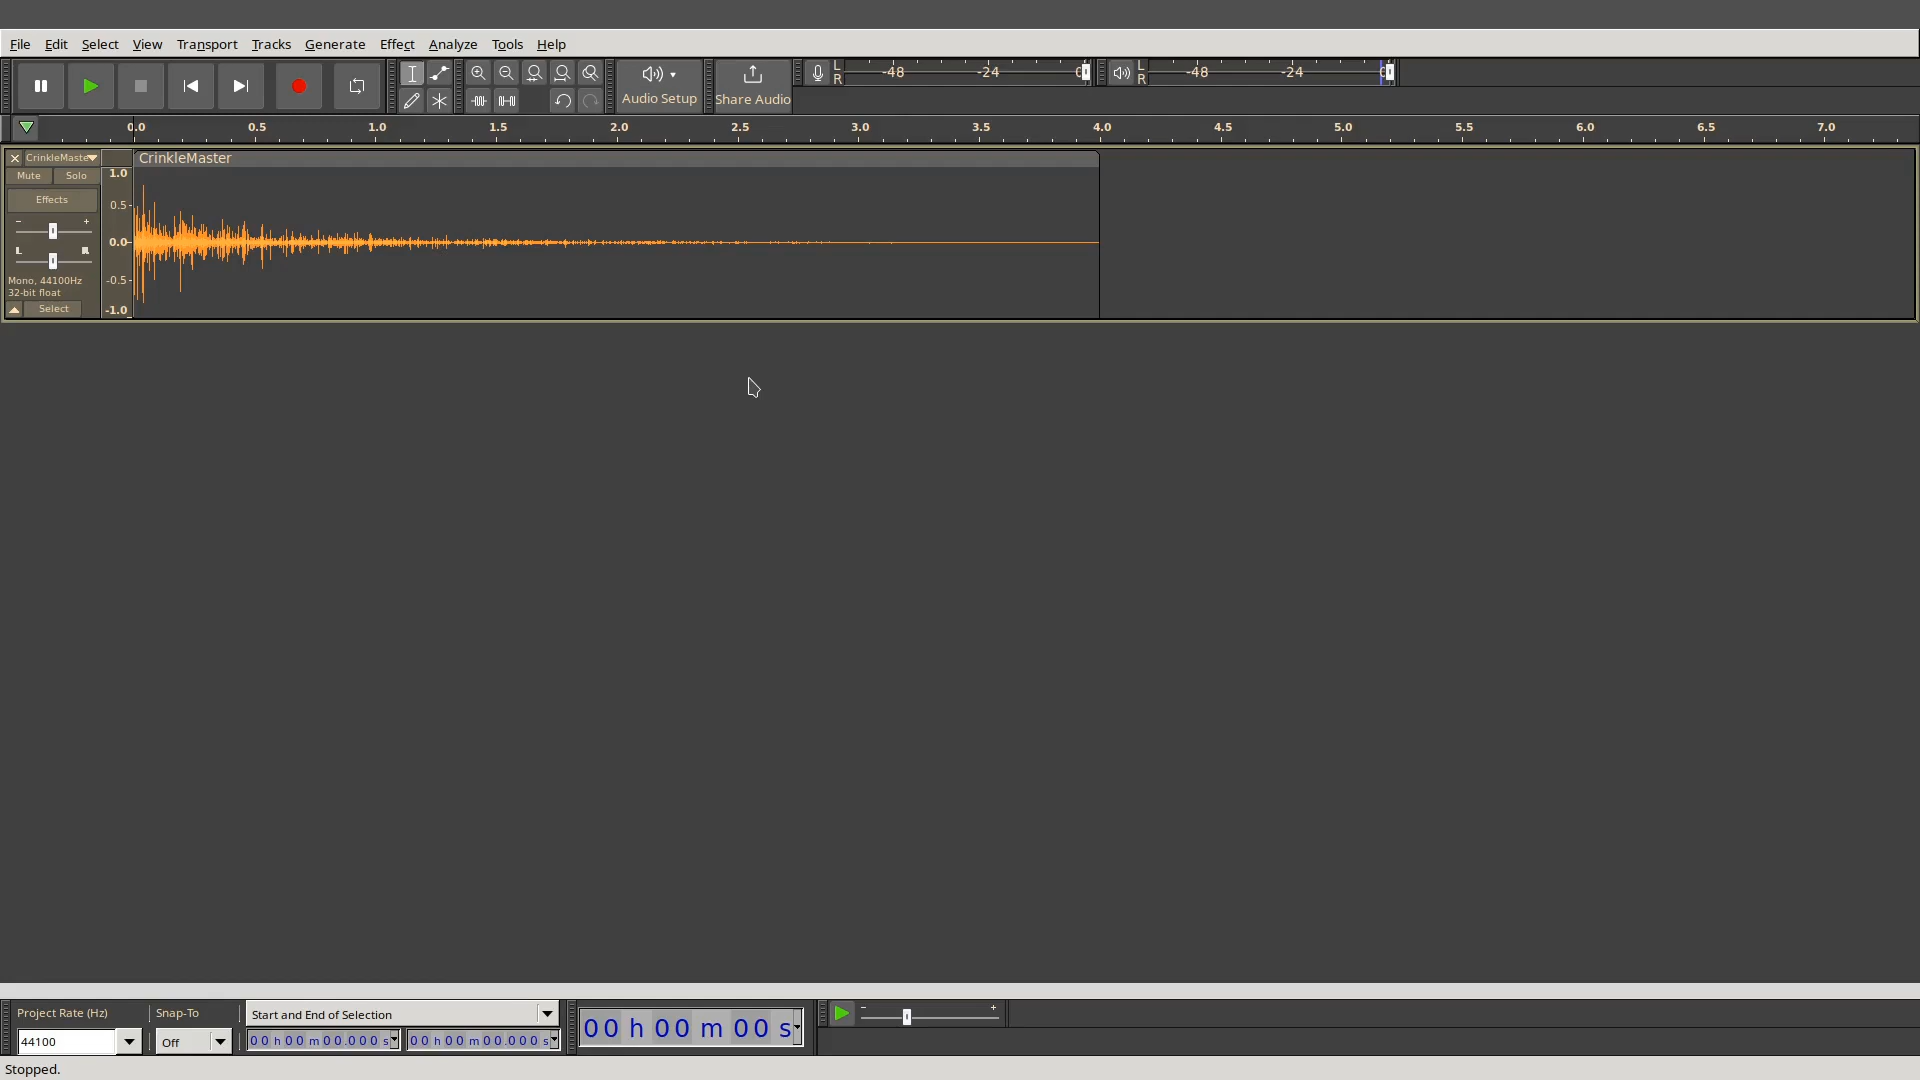 File Edit Select View Transport Tracks Generate Effect Analyze Tools Help
Audio Setup
Share Audio
L R -48 -24 0
L R -48 -24 0
0.0 0.5 1.0 1.5 2.0 2.5 3.0 3.5 4.0 4.5 5.0 5.5 6.0 6.5 7.0
CrinkleMaste
CrinkleMaster
Mute Solo
Effects
- +
L R
Mono, 44100Hz
32-bit float
Select
1.0
0.5
0.0
-0.5
-1.0
Project Rate (Hz)
44100
Snap-To
Off
Start and End of Selection
00 h 00 m 00.000 s
00 h 00 m 00.000 s
00 h 00 m 00 s
- +
Stopped.